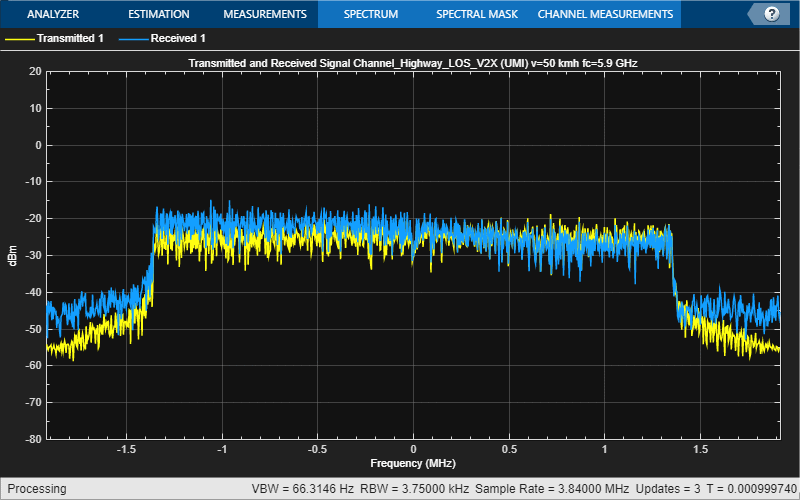 ANALYZER ESTIMATION MEASUREMENTS SPECTRUM SPECTRAL MASK CHANNEL MEASUREMENTS ?
Transmitted 1 Received 1
Transmitted and Received Signal Channel_Highway_LOS_V2X (UMI) v=50 kmh fc=5.9 GHz
20
10
0
-10
-20
-30
-40
-50
-60
-70
-80
dBm
-1.5 -1 -0.5 0 0.5 1 1.5
Frequency (MHz)
Processing VBW = 66.3146 Hz RBW = 3.75000 kHz Sample Rate = 3.84000 MHz Updates = 3 T = 0.000999740